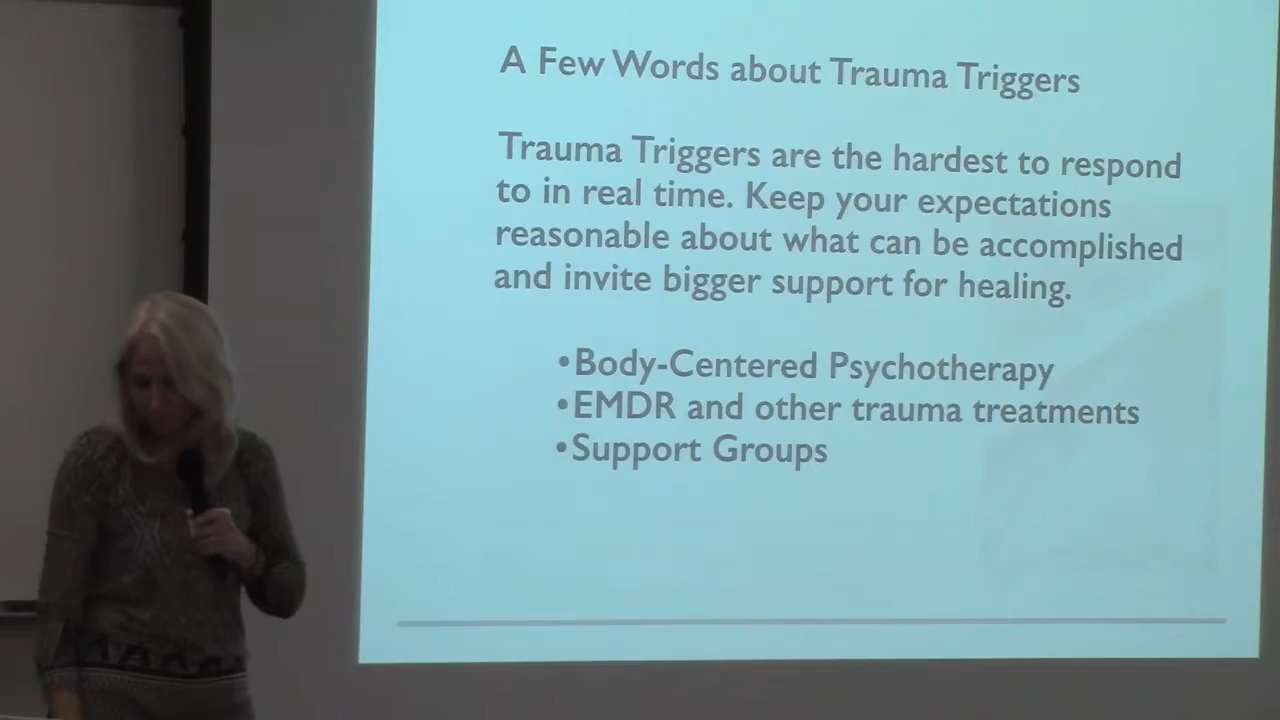 A Few Words about Trauma Triggers
Trauma Triggers are the hardest to respond
to in real time. Keep your expectations
reasonable about what can be accomplished
and invite bigger support for healing.
•Body-Centered Psychotherapy
•EMDR and other trauma treatments
•Support Groups